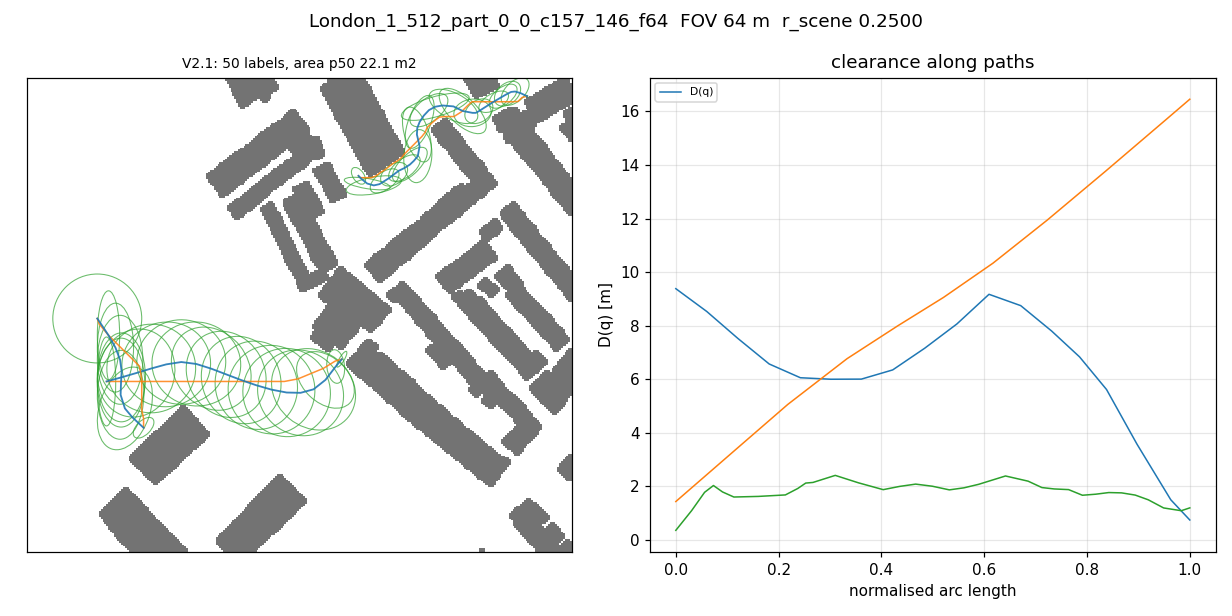 London_1_512_part_0_0_c157_146_f64  FOV 64 m  r_scene 0.2500
V2.1: 50 labels, area p50 22.1 m2
clearance along paths
D(q)
D(q) [m]
16
14
12
10
8
6
4
2
0
0.0 0.2 0.4 0.6 0.8 1.0
normalised arc length